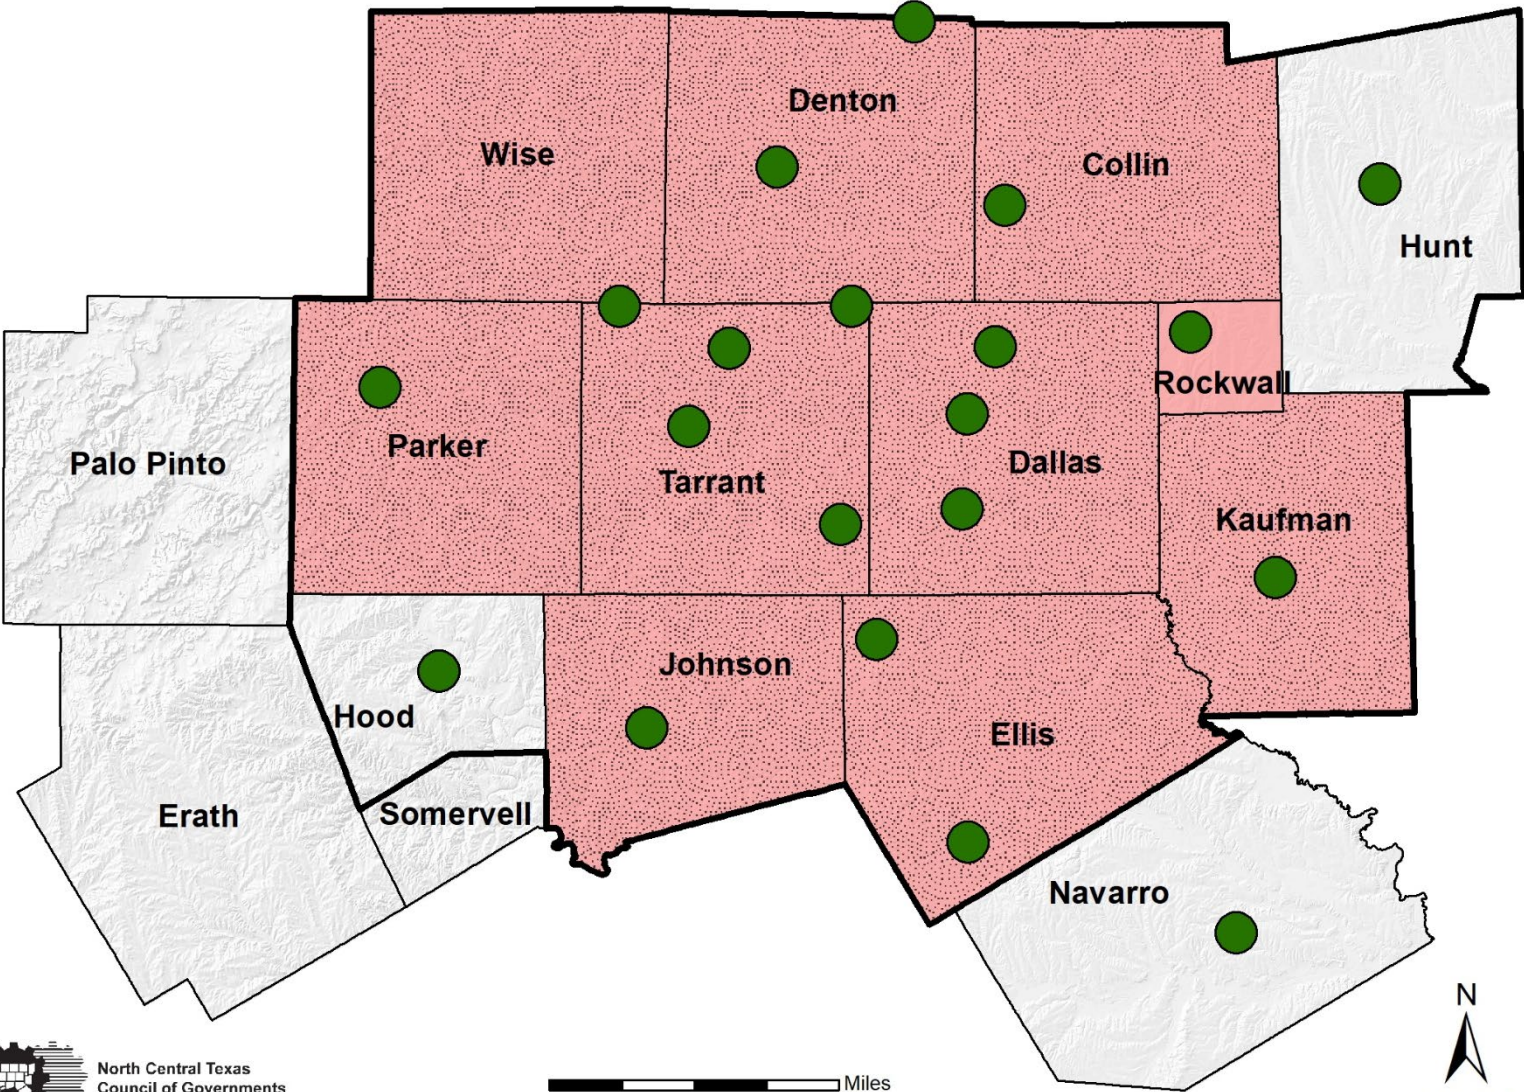 Denton
Wise
Collin
Hunt
Rockwall
Parker
Palo Pinto
Tarrant
Dallas
Kaufman
Johnson
Hood
Ellis
Erath
Somervell
Navarro
N
North Central Texas
Council of Governments
Miles